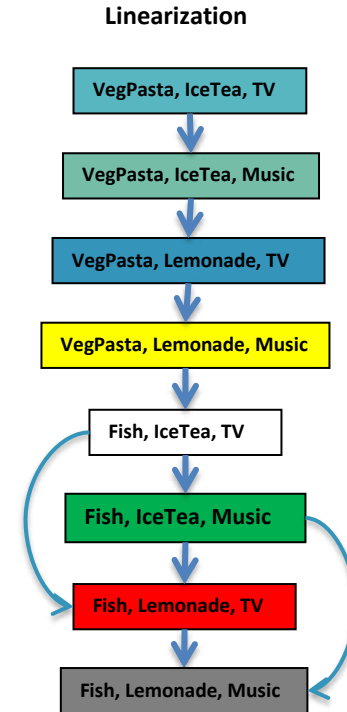 Linearization
VegPasta, IceTea, TV
VegPasta, IceTea, Music
VegPasta, Lemonade, TV
VegPasta, Lemonade, Music
Fish, IceTea, TV
Fish, IceTea, Music
Fish, Lemonade, TV
Fish, Lemonade, Music